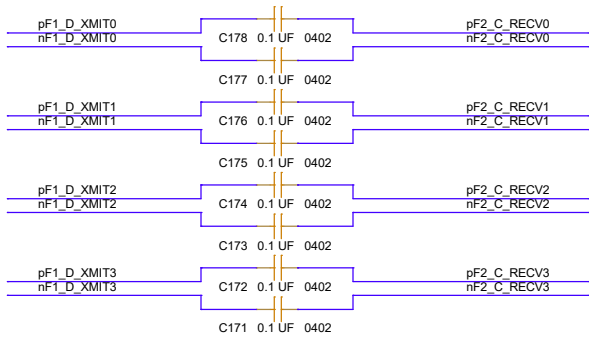 pF1_D_XMIT0 pF2_C_RECV0
nF1_D_XMIT0 C178 0.1 UF 0402 nF2_C_RECV0
C177 0.1 UF 0402
pF1_D_XMIT1 pF2_C_RECV1
nF1_D_XMIT1 C176 0.1 UF 0402 nF2_C_RECV1
C175 0.1 UF 0402
pF1_D_XMIT2 pF2_C_RECV2
nF1_D_XMIT2 C174 0.1 UF 0402 nF2_C_RECV2
C173 0.1 UF 0402
pF1_D_XMIT3 pF2_C_RECV3
nF1_D_XMIT3 C172 0.1 UF 0402 nF2_C_RECV3
C171 0.1 UF 0402